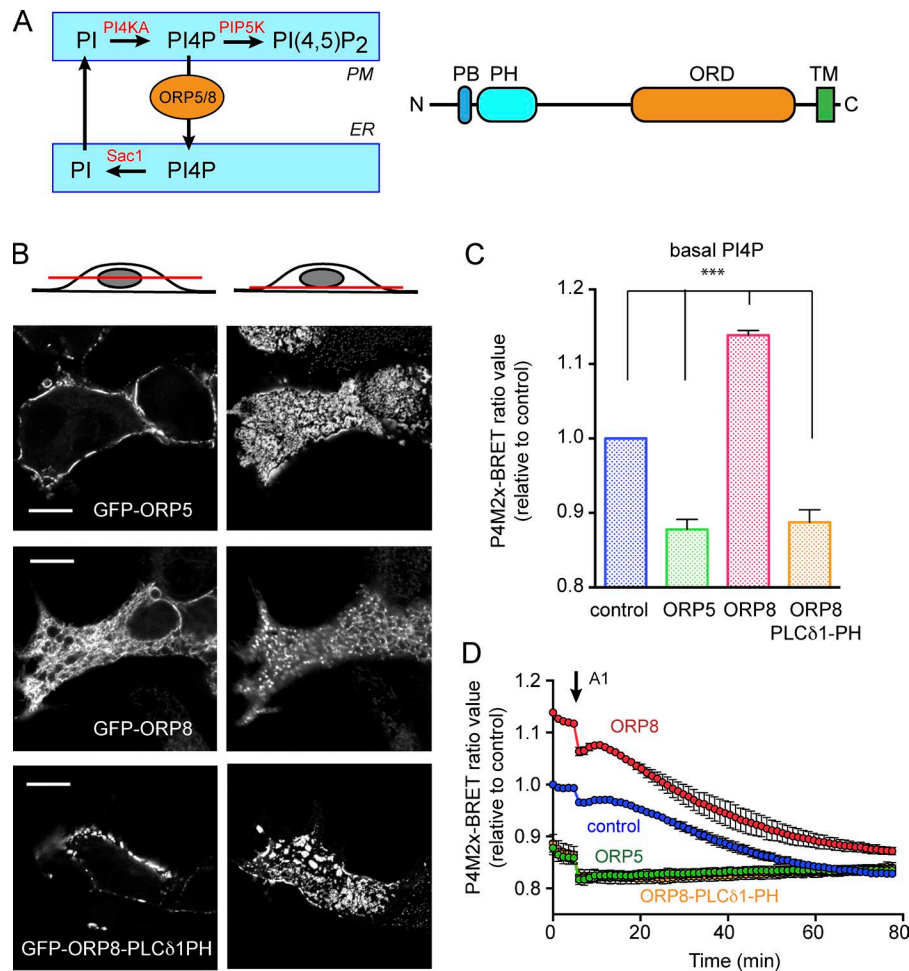 A
PI PI4KA PI4P PIP5K PI(4,5)P2
PM
ORP5/8
ER
PI Sac1 PI4P
N PB PH ORD TM C
B
GFP-ORP5
GFP-ORP8
GFP-ORP8-PLCδ1PH
C
basal PI4P
***
P4M2x-BRET ratio value
(relative to control)
1.2
1.1
1.0
0.9
0.8
control ORP5 ORP8 ORP8
PLCδ1-PH
D
A1
P4M2x-BRET ratio value
(relative to control)
1.2
1.1
1.0
0.9
0.8
ORP8
control
ORP5
ORP8-PLCδ1-PH
0 20 40 60 80
Time (min)